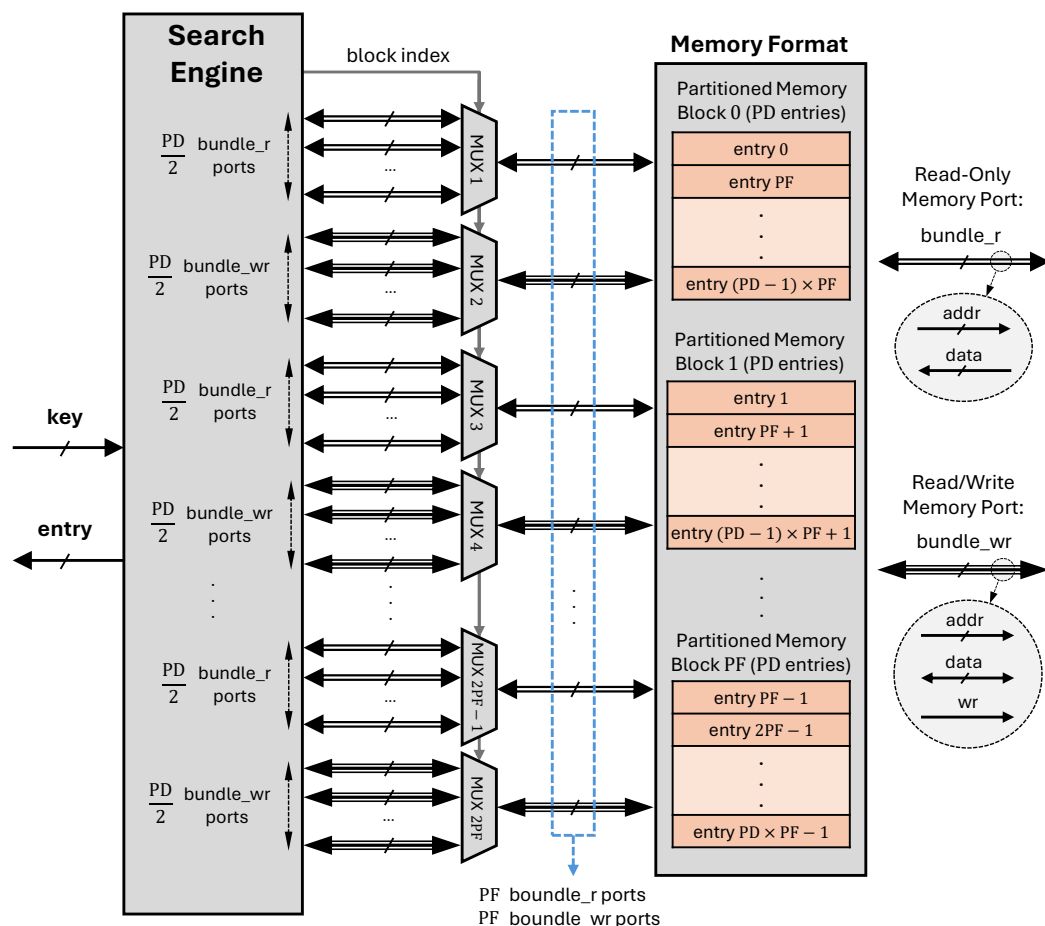 Search
Engine
block index
Memory Format
PD/2 bundle_r
ports
...
MUX 1
PD/2 bundle_wr
ports
...
MUX 2
PD/2 bundle_r
ports
...
MUX 3
PD/2 bundle_wr
ports
...
MUX 4
.
.
.
PD/2 bundle_r
ports
...
MUX 2PF−1
PD/2 bundle_wr
ports
...
MUX 2PF
key
entry
PF boundle_r ports
PF boundle_wr ports
Partitioned Memory
Block 0 (PD entries)
entry 0
entry PF
.
.
.
entry (PD − 1) × PF
Partitioned Memory
Block 1 (PD entries)
entry 1
entry PF + 1
.
.
.
entry (PD − 1) × PF + 1
.
.
.
Partitioned Memory
Block PF (PD entries)
entry PF − 1
entry 2PF − 1
.
.
.
entry PD × PF − 1
Read-Only
Memory Port:
bundle_r
addr
data
Read/Write
Memory Port:
bundle_wr
addr
data
wr